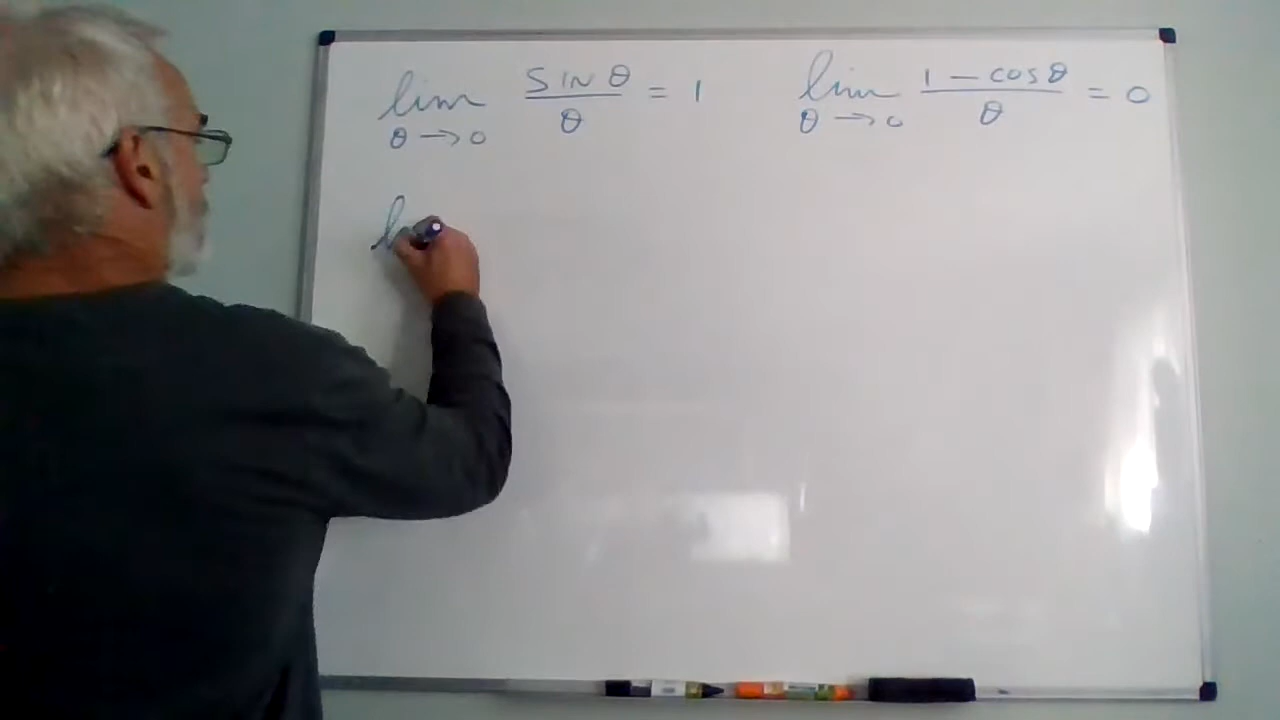 lim θ→0 sin θ / θ = 1
lim θ→0 1 − cos θ / θ = 0
l